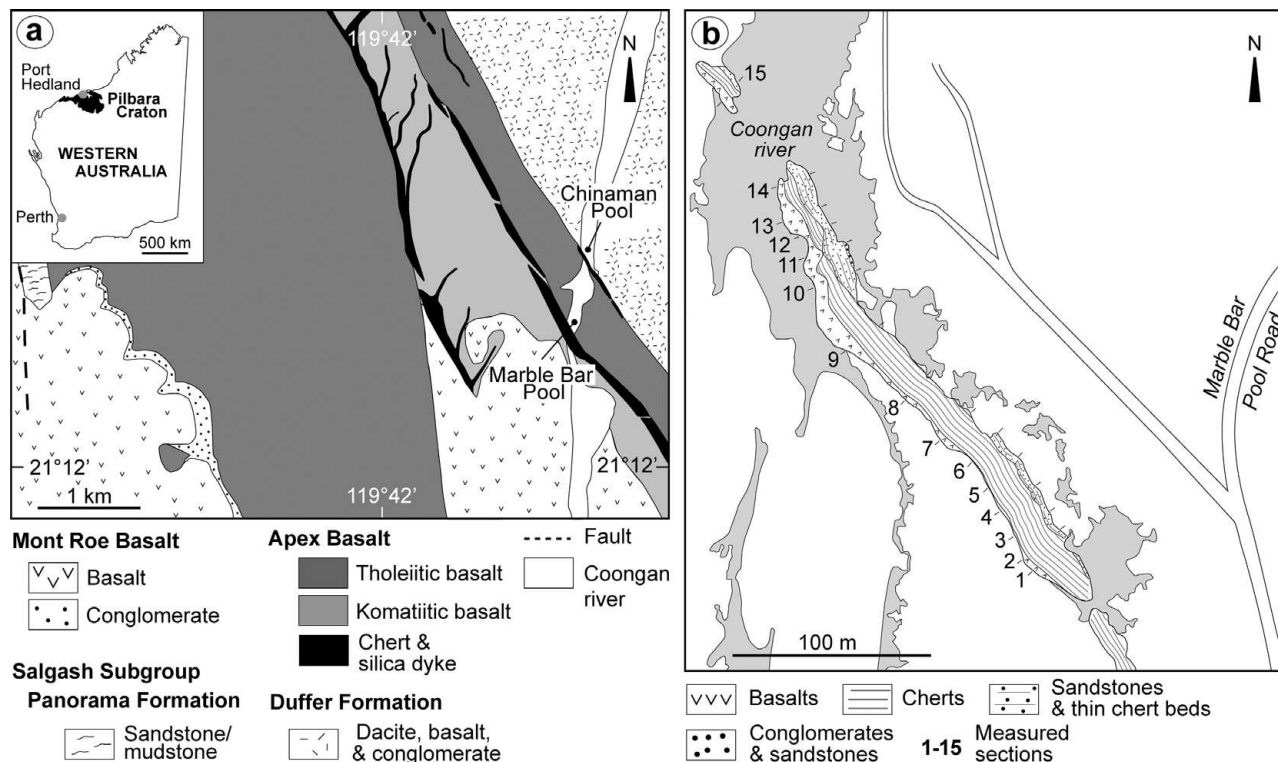 a
119°42'
N
Port
Hedland
Pilbara
Craton
WESTERN
AUSTRALIA
Perth
500 km
Chinaman
Pool
Marble Bar
Pool
21°12'
21°12'
1 km
119°42'
Mont Roe Basalt
Basalt
Conglomerate
Salgash Subgroup
Panorama Formation
Sandstone/
mudstone
Apex Basalt
Tholeiitic basalt
Komatiitic basalt
Chert &
silica dyke
Duffer Formation
Dacite, basalt,
& conglomerate
Fault
Coongan
river
b
N
15
Coongan
river
14
13
12
11
10
9
8
7
6
5
4
3
2
1
Marble Bar
Pool Road
100 m
Basalts
Cherts
Sandstones
& thin chert beds
Conglomerates
& sandstones
1-15 Measured
sections